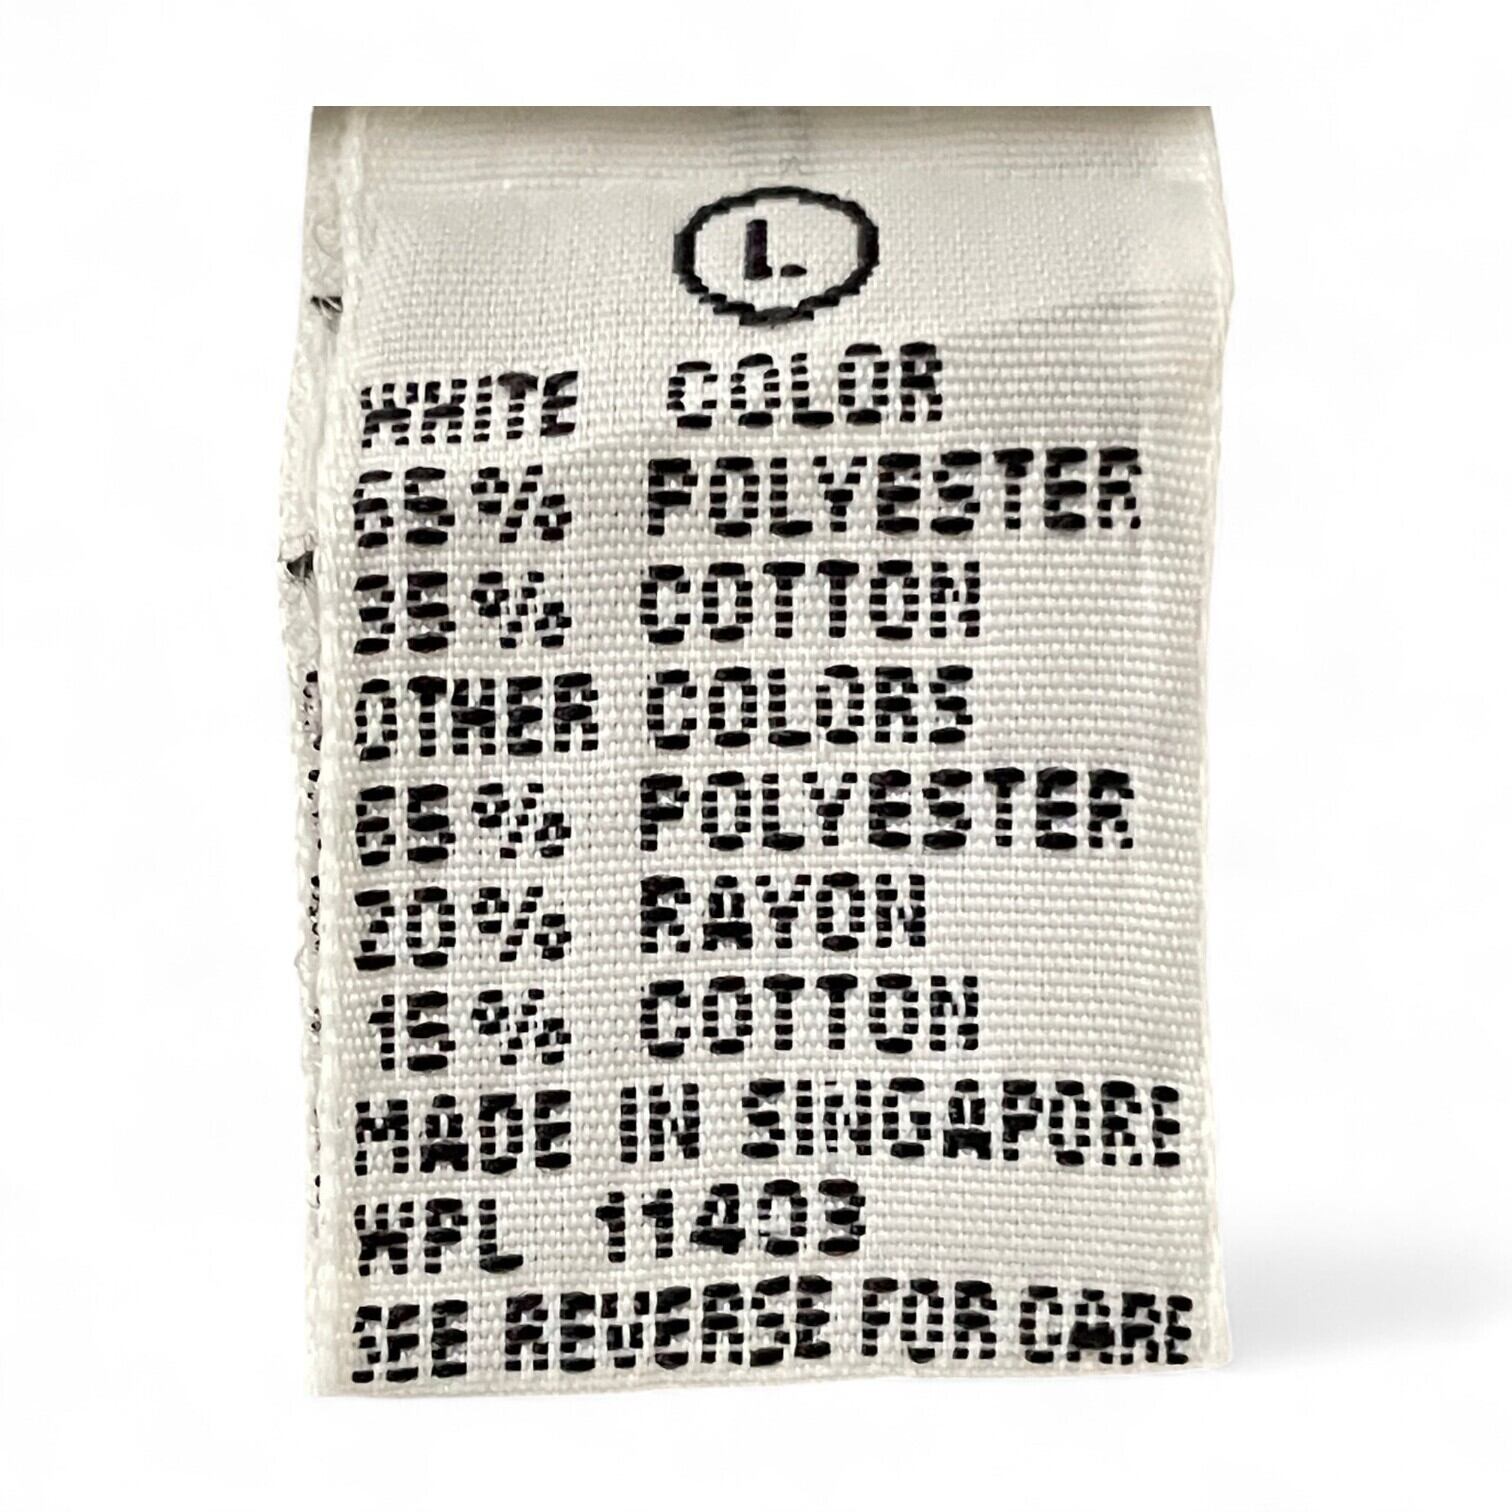 L.
WHITE COLOR
65% POLYESTER
35% COTTON
OTHER COLORS
65% POLYESTER
20% RAYON
15% COTTON
MADE IN SINGAPORE
WPL 11403
SEE REVERSE FOR CARE